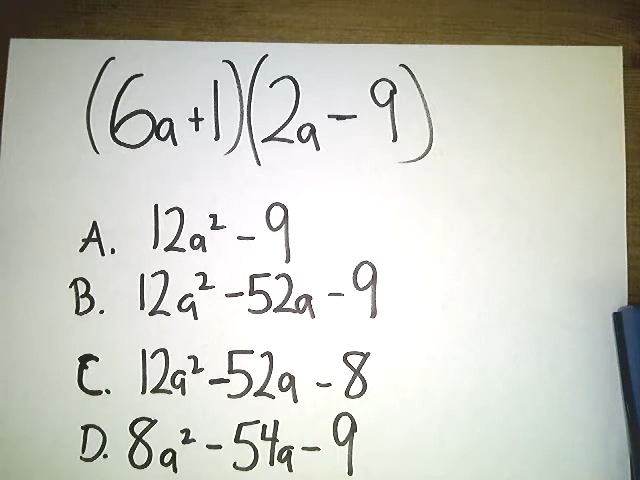 (6a+1)(2a-9)
A. 12a²-9
B. 12a²-52a-9
C. 12a²-52a-8
D. 8a²-54a-9